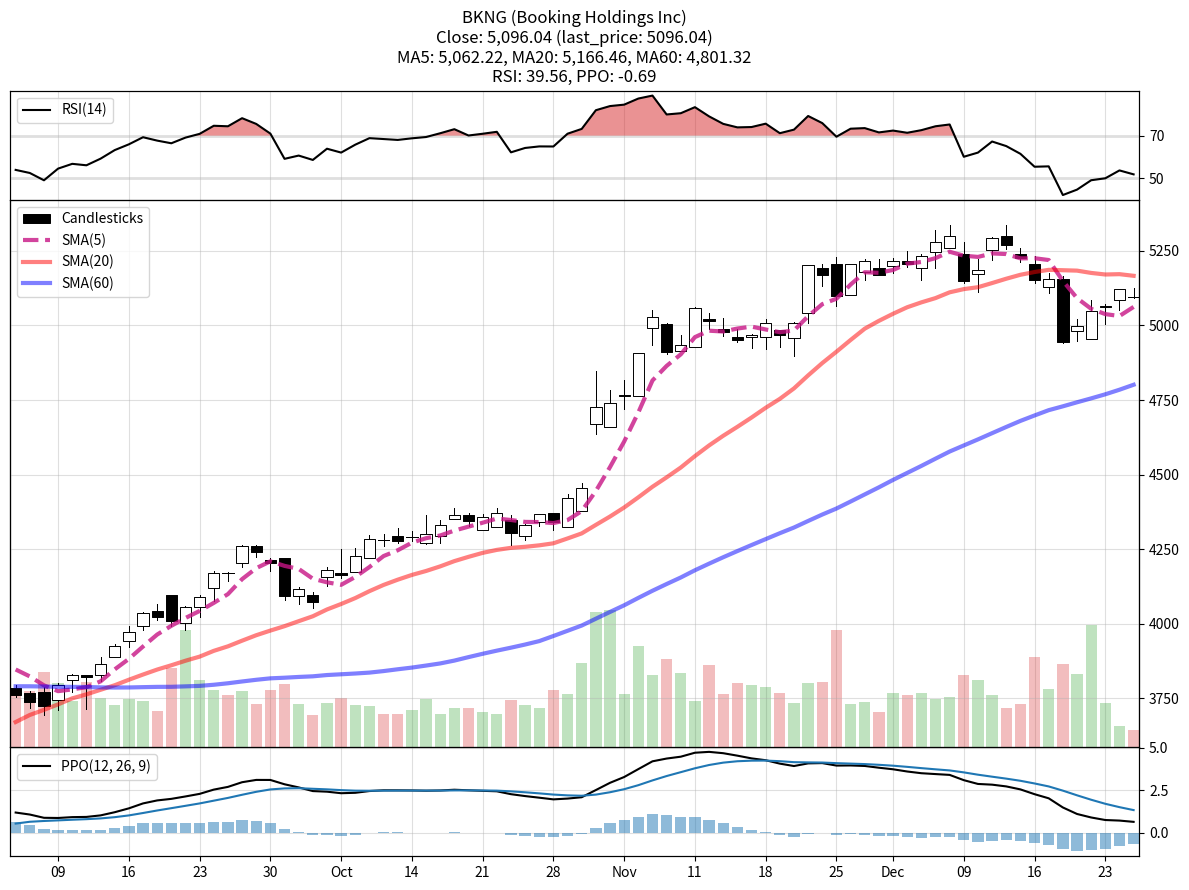 BKNG (Booking Holdings Inc)
Close: 5,096.04 (last_price: 5096.04)
MA5: 5,062.22, MA20: 5,166.46, MA60: 4,801.32
RSI: 39.56, PPO: -0.69
RSI(14)
70
50
Candlesticks
SMA(5)
SMA(20)
SMA(60)
5250
5000
4750
4500
4250
4000
3750
PPO(12, 26, 9)
5.0
2.5
0.0
09 16 23 30 Oct 14 21 28 Nov 11 18 25 Dec 09 16 23